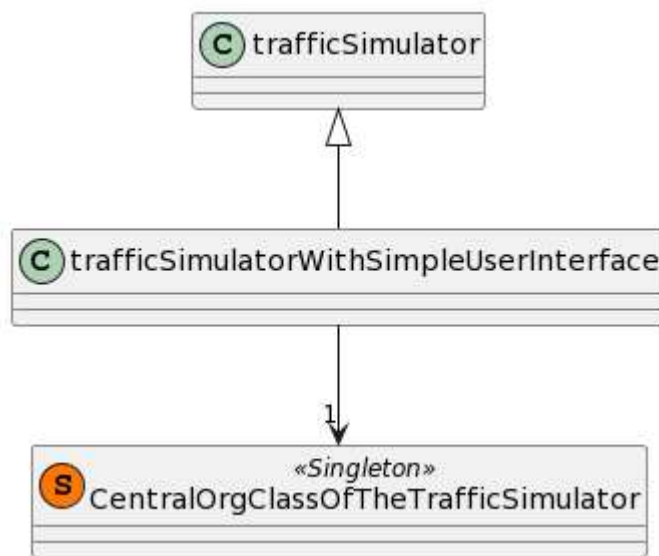 C trafficSimulator
C trafficSimulatorWithSimpleUserInterface
1
«Singleton»
S CentralOrgClassOfTheTrafficSimulator